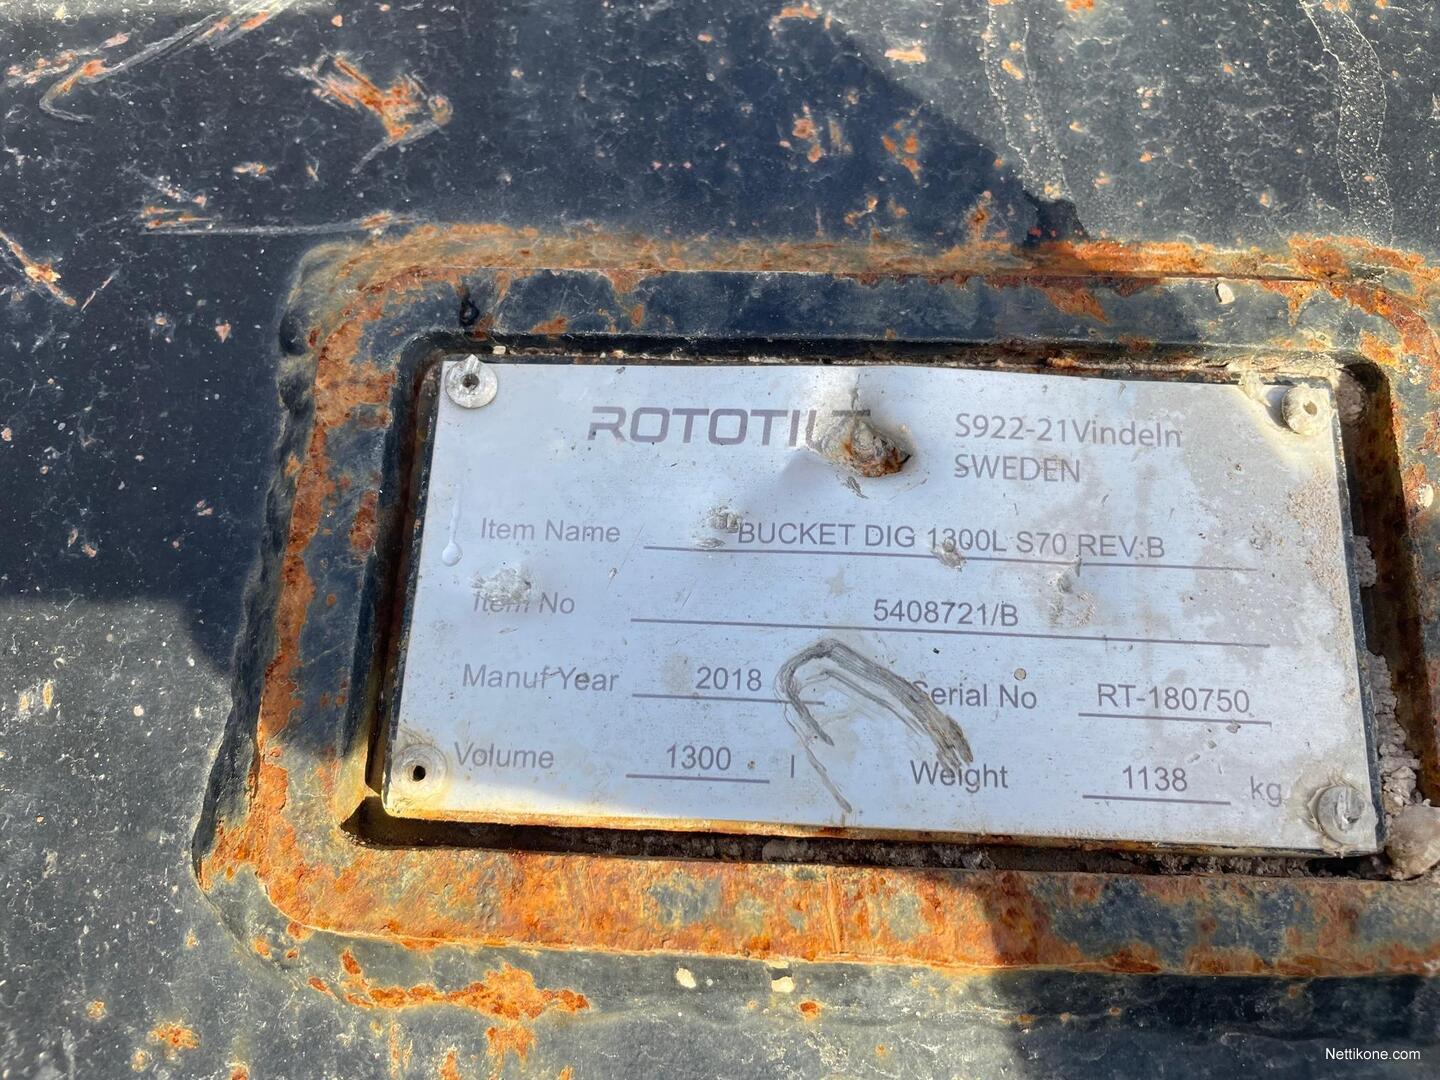 ROTOTILT
S922-21Vindeln
SWEDEN
Item Name BUCKET DIG 1300L S70 REV:B
Item No 5408721/B
Manuf Year 2018 Serial No RT-180750
Volume 1300 l Weight 1138 kg
Nettikone.com